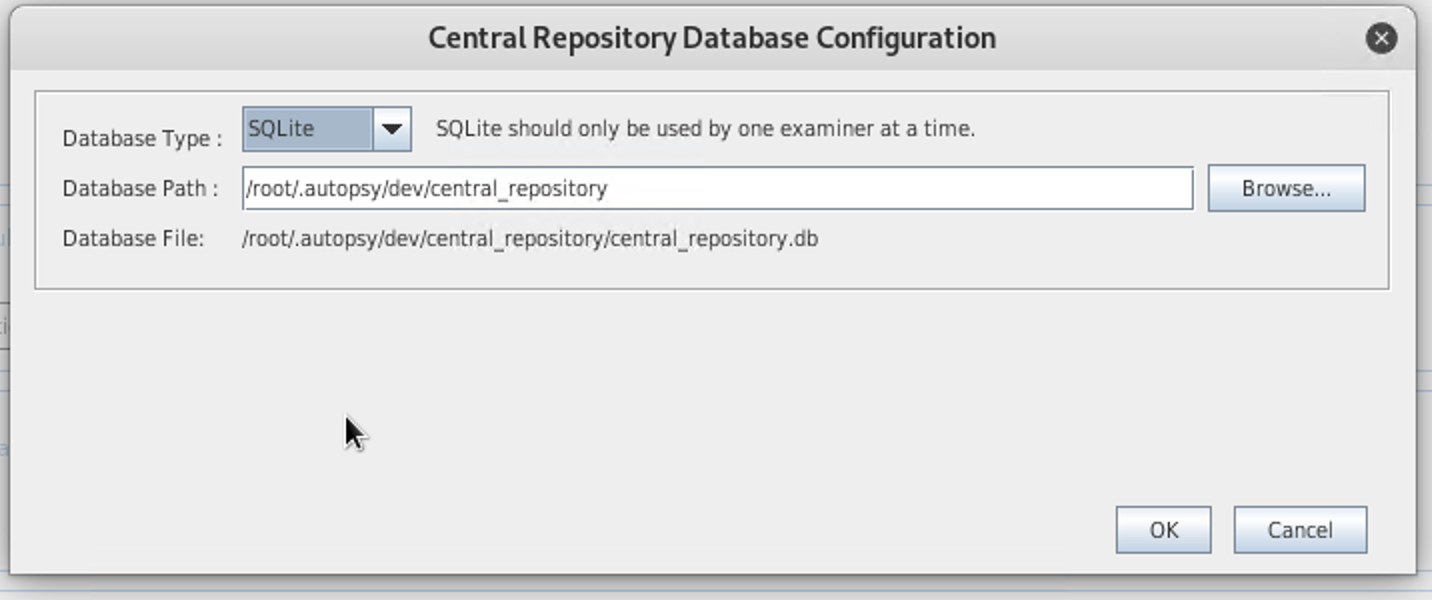 Central Repository Database Configuration
Database Type : SQLite SQLite should only be used by one examiner at a time.
Database Path : /root/.autopsy/dev/central_repository Browse...
Database File: /root/.autopsy/dev/central_repository/central_repository.db
OK Cancel